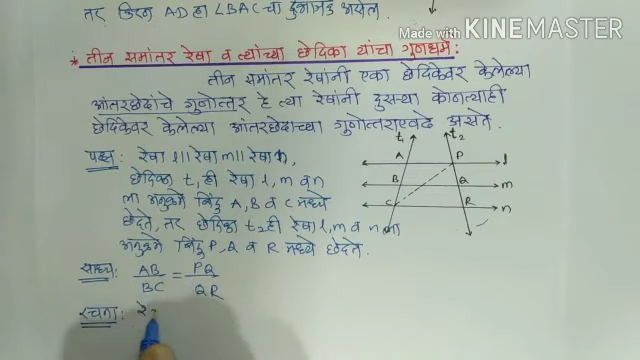 तर किरण AD हा ∠BAC चा दुभाजक असेल.
Made with KINEMASTER
* तीन समांतर रेषा व त्यांच्या छेदिका यांचा गुणधर्म:
तीन समांतर रेषांनी एका छेदिकेवर केलेल्या
आंतरछेदांचे गुणोत्तर हे त्या रेषांनी दुसऱ्या कोणत्याही
छेदिकेवर केलेल्या आंतरछेदाच्या गुणोत्तराएवढे असते.
पक्ष: रेषा l || रेषा m || रेषा n,
छेदिका t₁ ही रेषा l, m व n
ला अनुक्रमे बिंदू A, B व C मध्ये
छेदते, तर छेदिका t₂ ही रेषा l, m व n ला
अनुक्रमे बिंदू P, Q व R मध्ये छेदते.
t₁ t₂
A P l
B Q m
C R n
साध्य: AB/BC = PQ/QR
रचना: रे